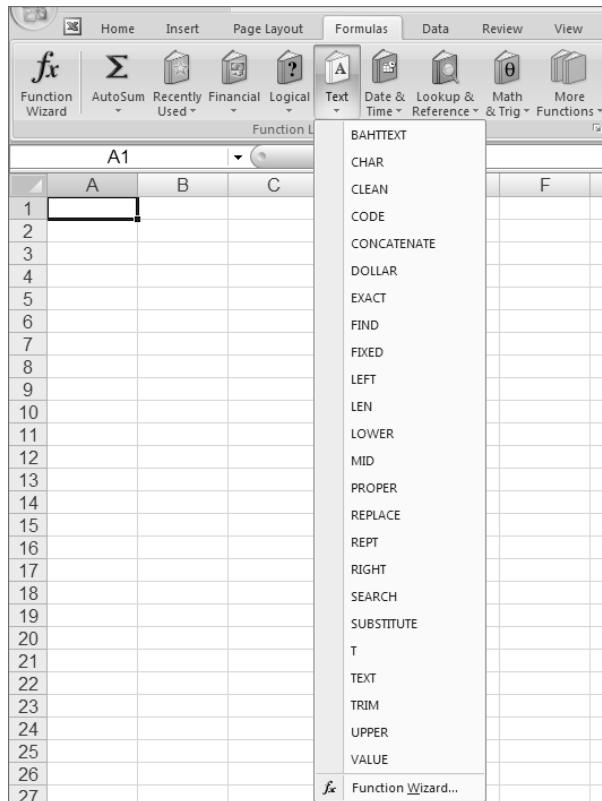 Home Insert Page Layout Formulas Data Review View
Function Wizard
AutoSum
Recently Used
Financial
Logical
Text
Date & Time
Lookup & Reference
Math & Trig
More Functions
Function L
A1
A B C F
1
2
3
4
5
6
7
8
9
10
11
12
13
14
15
16
17
18
19
20
21
22
23
24
25
26
27
BAHTTEXT
CHAR
CLEAN
CODE
CONCATENATE
DOLLAR
EXACT
FIND
FIXED
LEFT
LEN
LOWER
MID
PROPER
REPLACE
REPT
RIGHT
SEARCH
SUBSTITUTE
T
TEXT
TRIM
UPPER
VALUE
fx Function Wizard...